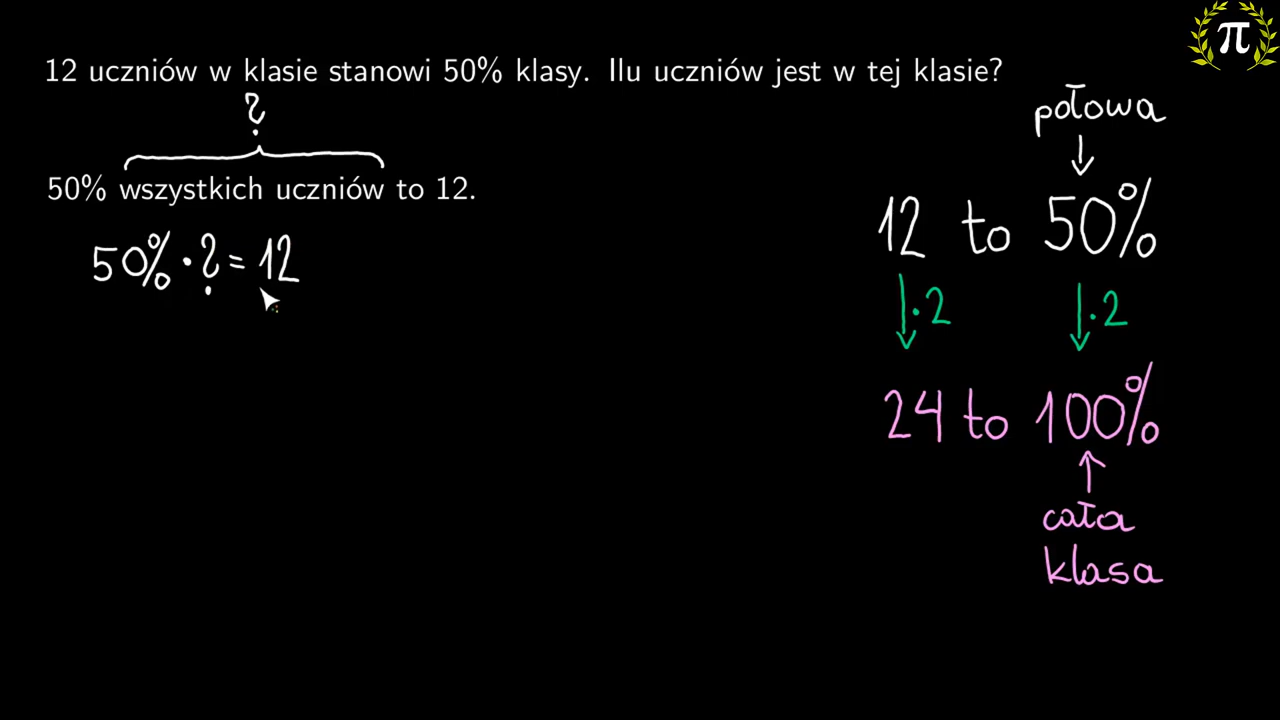 π
12 uczniów w klasie stanowi 50% klasy. Ilu uczniów jest w tej klasie?
?
50% wszystkich uczniów to 12.
50% · ? = 12
połowa
12 to 50%
·2 ·2
24 to 100%
cała
klasa